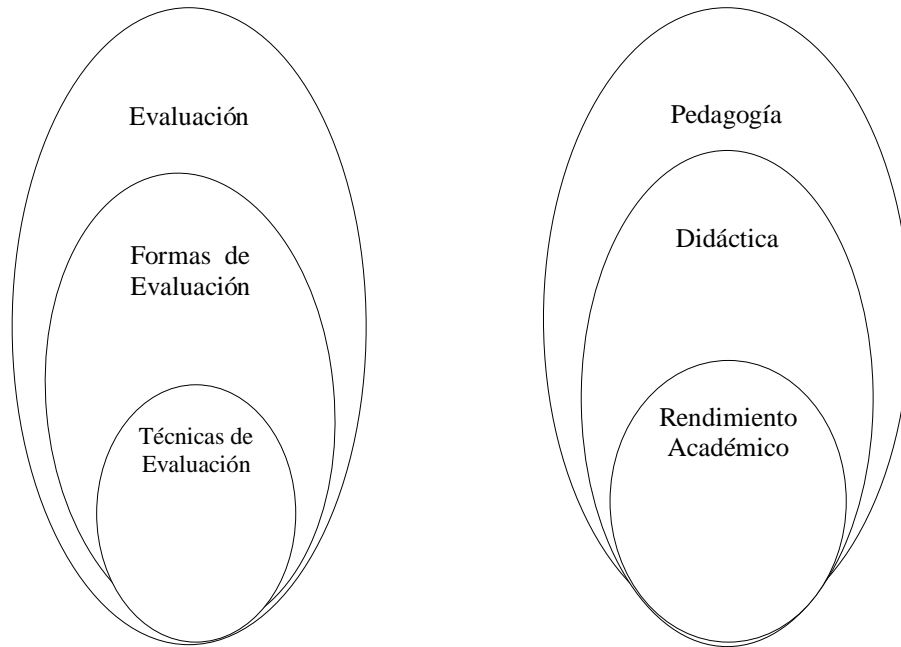 Evaluación
Formas de
Evaluación
Técnicas de
Evaluación
Pedagogía
Didáctica
Rendimiento
Académico